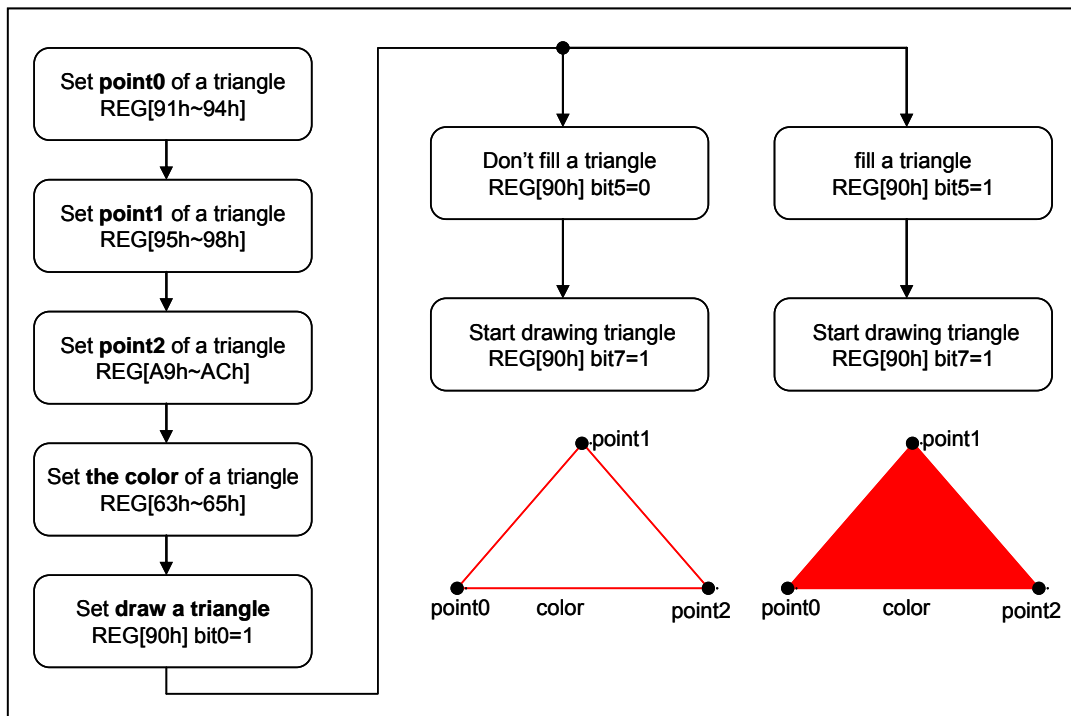 Set point0 of a triangle
REG[91h~94h]
Set point1 of a triangle
REG[95h~98h]
Set point2 of a triangle
REG[A9h~ACh]
Set the color of a triangle
REG[63h~65h]
Set draw a triangle
REG[90h] bit0=1
Don't fill a triangle
REG[90h] bit5=0
Start drawing triangle
REG[90h] bit7=1
point1
point0
color
point2
fill a triangle
REG[90h] bit5=1
Start drawing triangle
REG[90h] bit7=1
point1
point0
color
point2